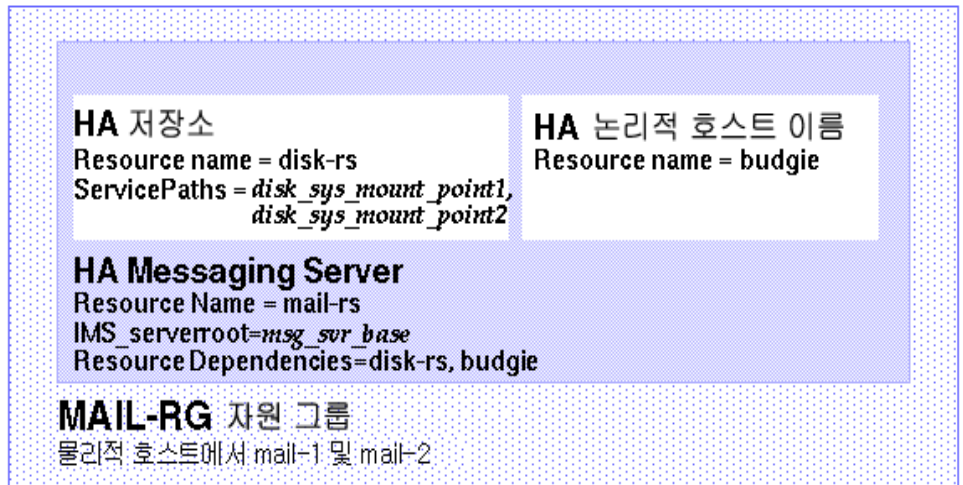 HA 저장소
Resource name = disk-rs
ServicePaths = disk_sys_mount_point1,
disk_sys_mount_point2
HA 논리적 호스트 이름
Resource name = budgie
HA Messaging Server
Resource Name = mail-rs
IMS_serverroot=msg_svr_base
Resource Dependencies=disk-rs, budgie
MAIL-RG 자원 그룹
물리적 호스트에서 mail-1 및 mail-2